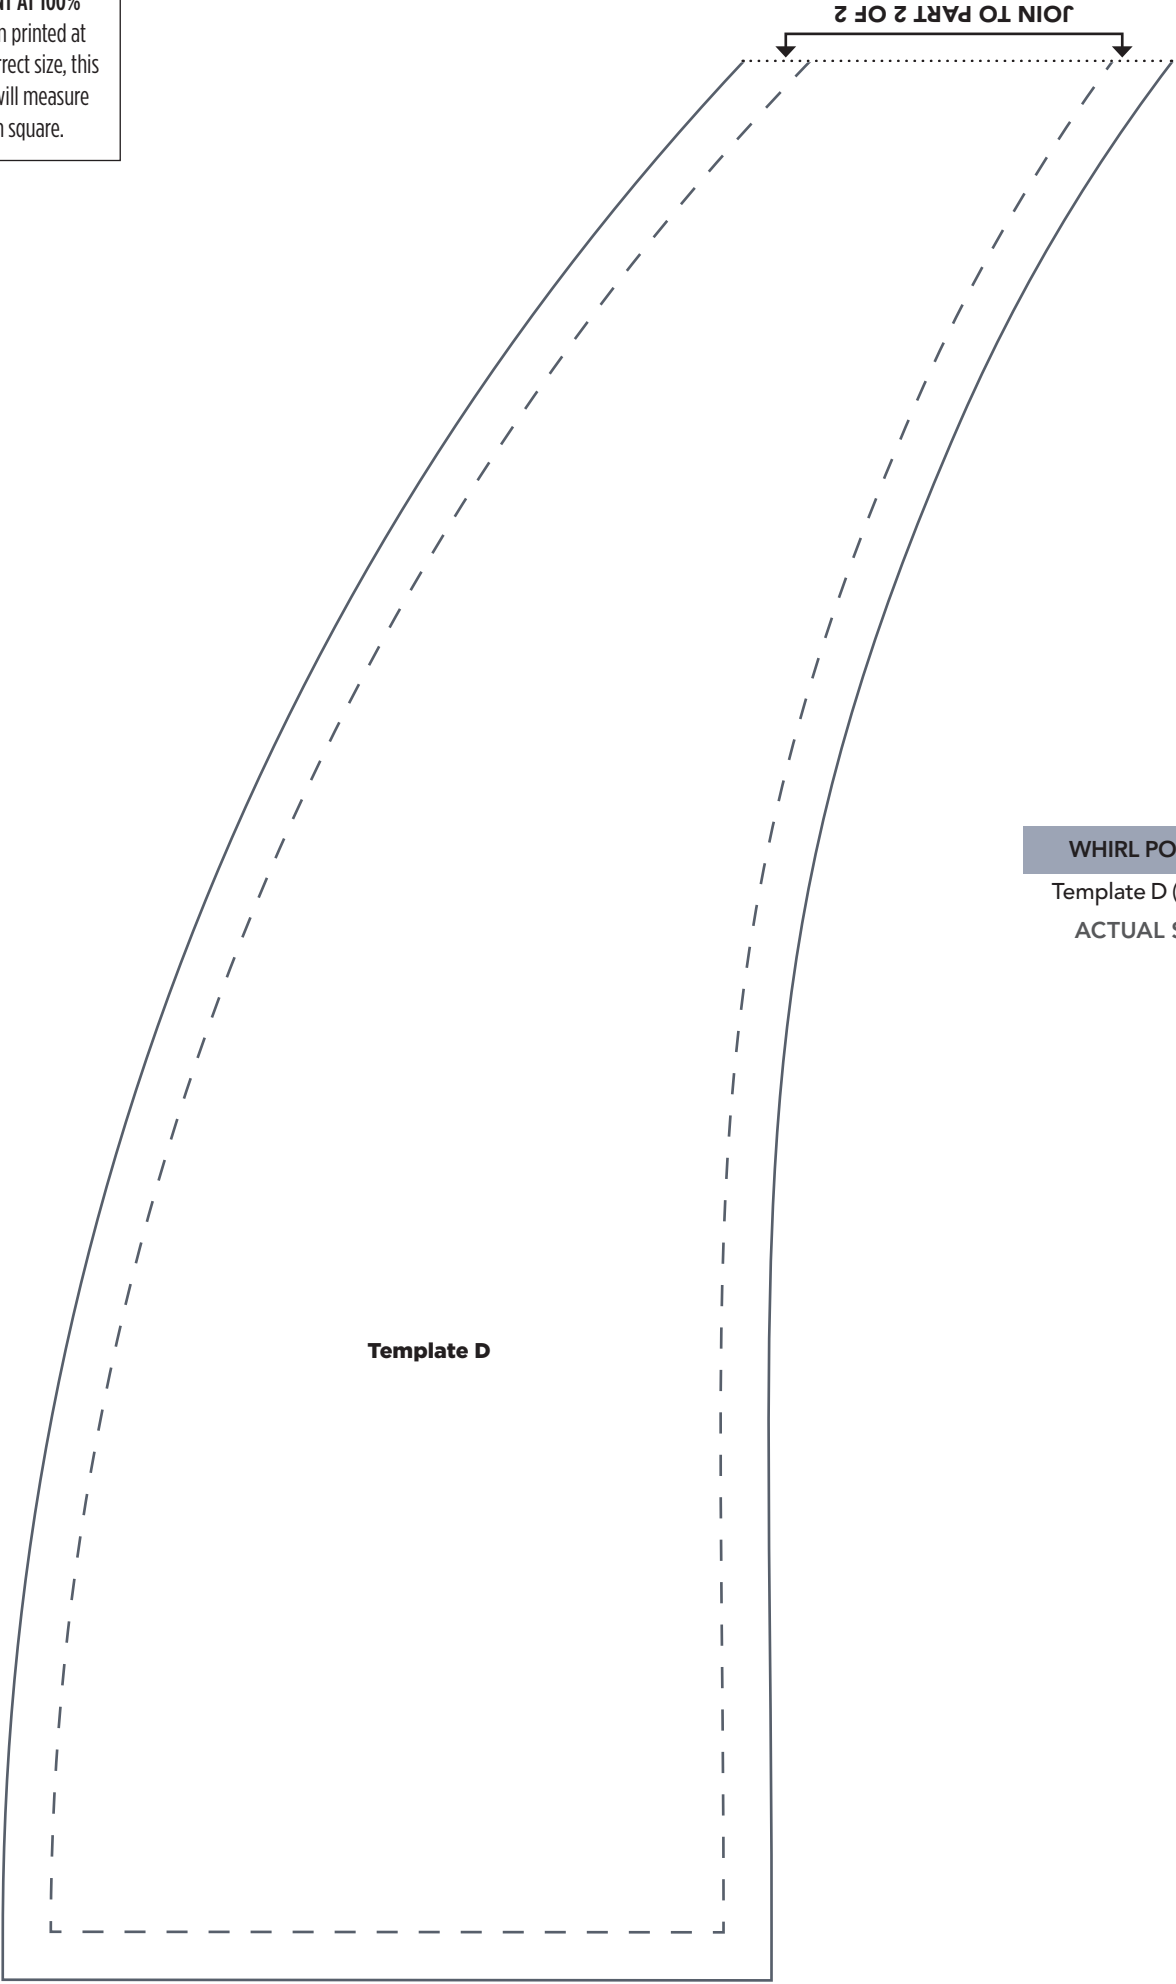 NT AT 100%
n printed at
rrect size, this
will measure
n square.
JOIN TO PART 2 OF 2
WHIRL PO
Template D (
ACTUAL S
Template D